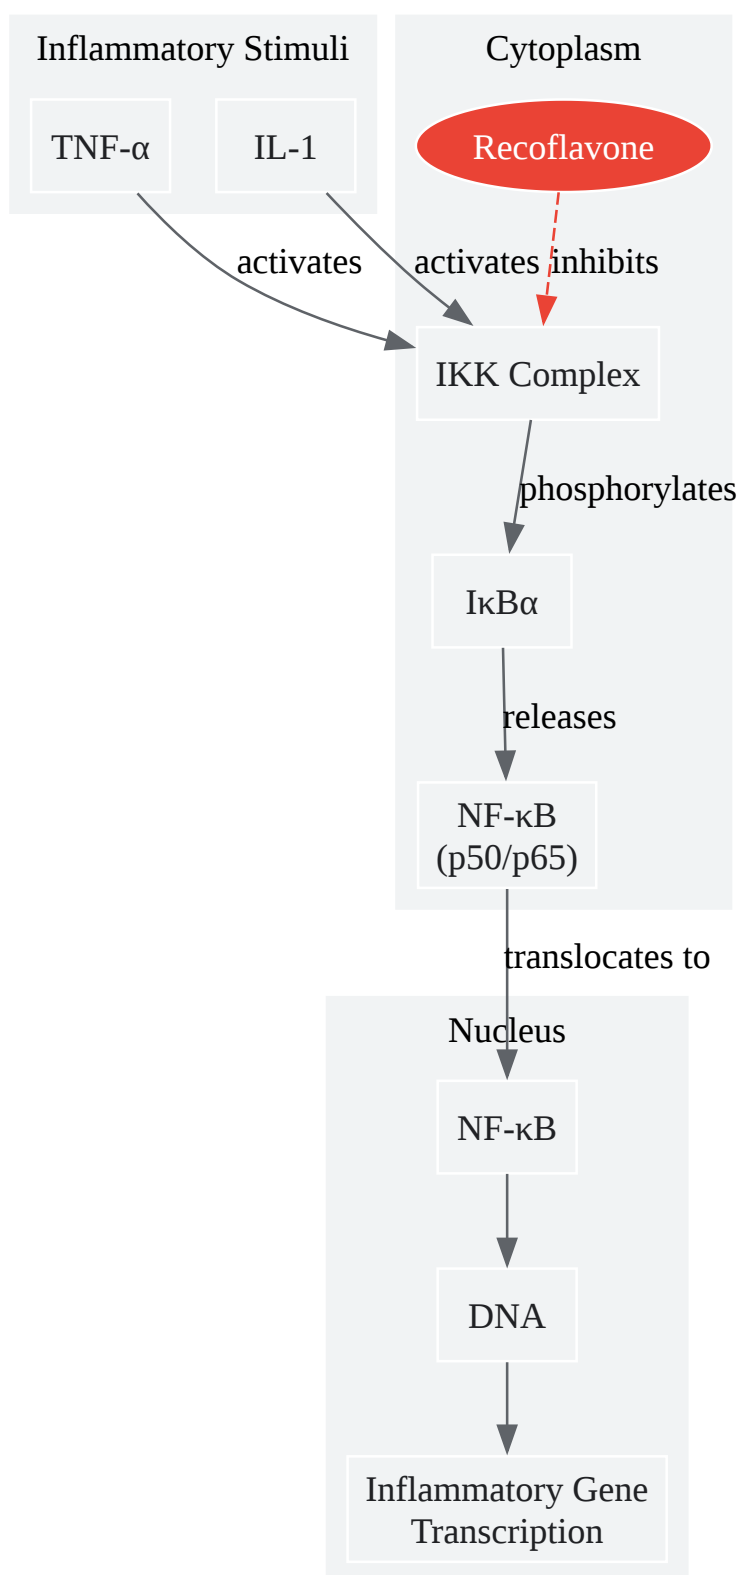 Inflammatory Stimuli
Cytoplasm
TNF-α
IL-1
Recoflavone
activates
activates
inhibits
IKK Complex
phosphorylates
IκBα
releases
NF-κB
(p50/p65)
translocates to
Nucleus
NF-κB
DNA
Inflammatory Gene
Transcription